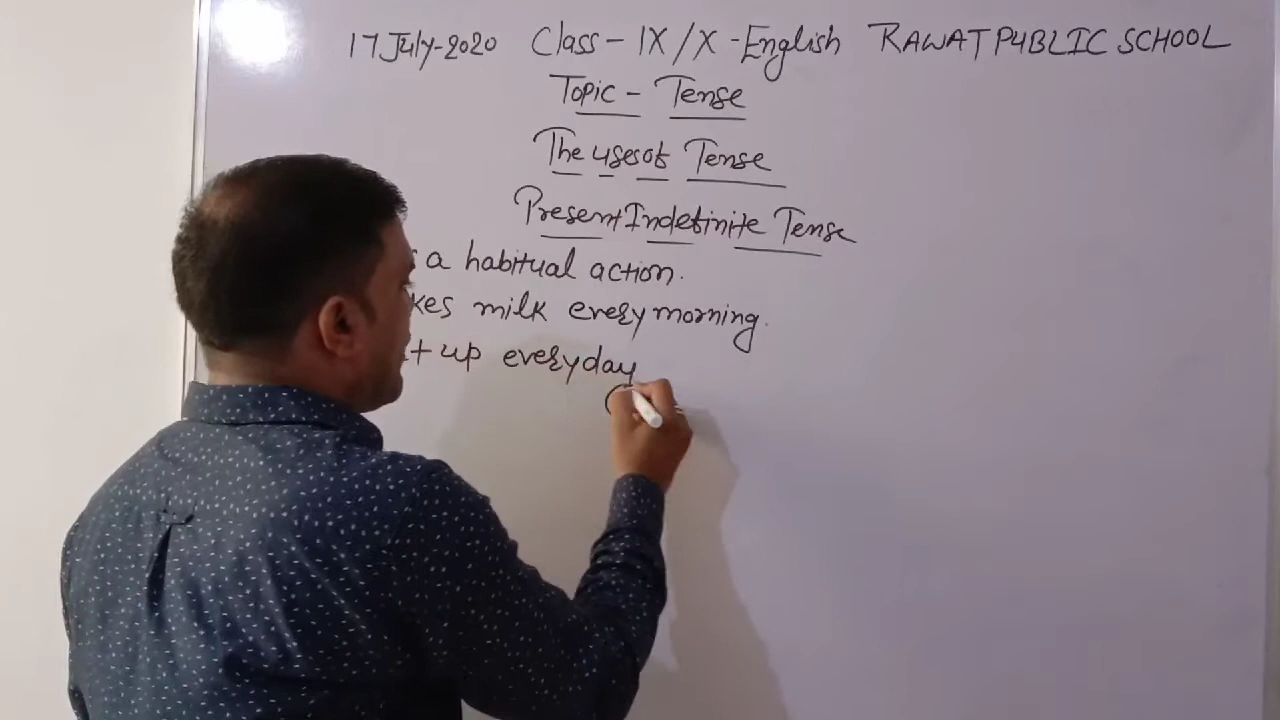 17 July-2020 Class - IX/X - English RAWAT PUBLIC SCHOOL
Topic - Tense
The uses of Tense
Present Indefinite Tense
a habitual action.
milk every morning.
up everyday